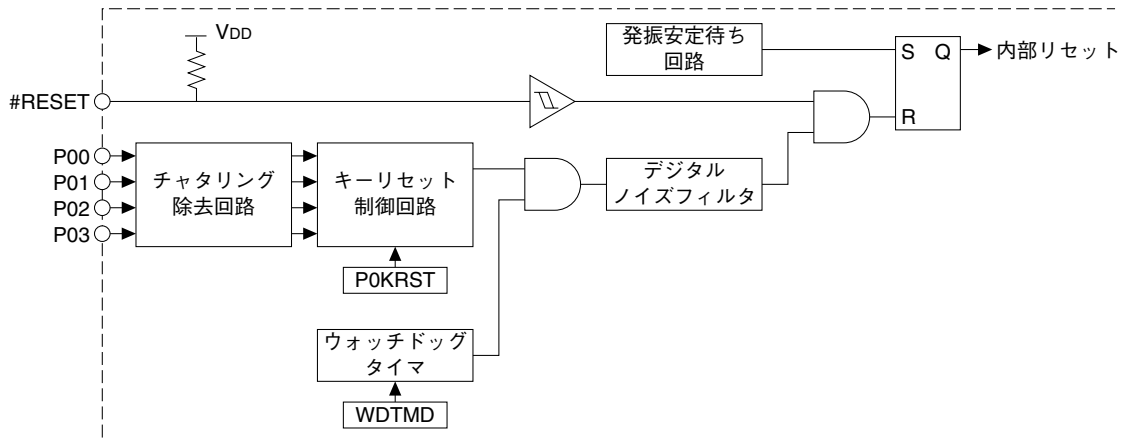 VDD
発振安定待ち
回路
S Q
内部リセット
#RESET
R
P00
P01
P02
P03
チャタリング
除去回路
キーリセット
制御回路
デジタル
ノイズフィルタ
P0KRST
ウォッチドッグ
タイマ
WDTMD